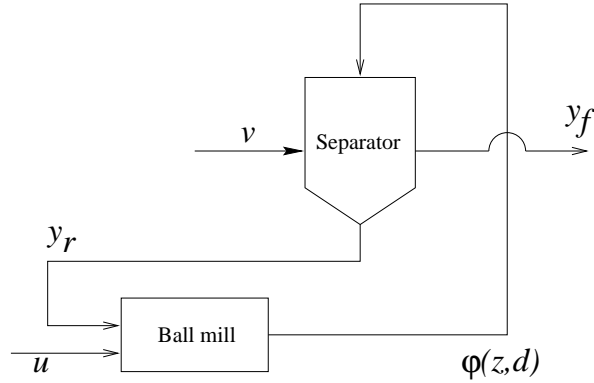 y_f
v
Separator
y_r
Ball mill
u
φ(z,d)